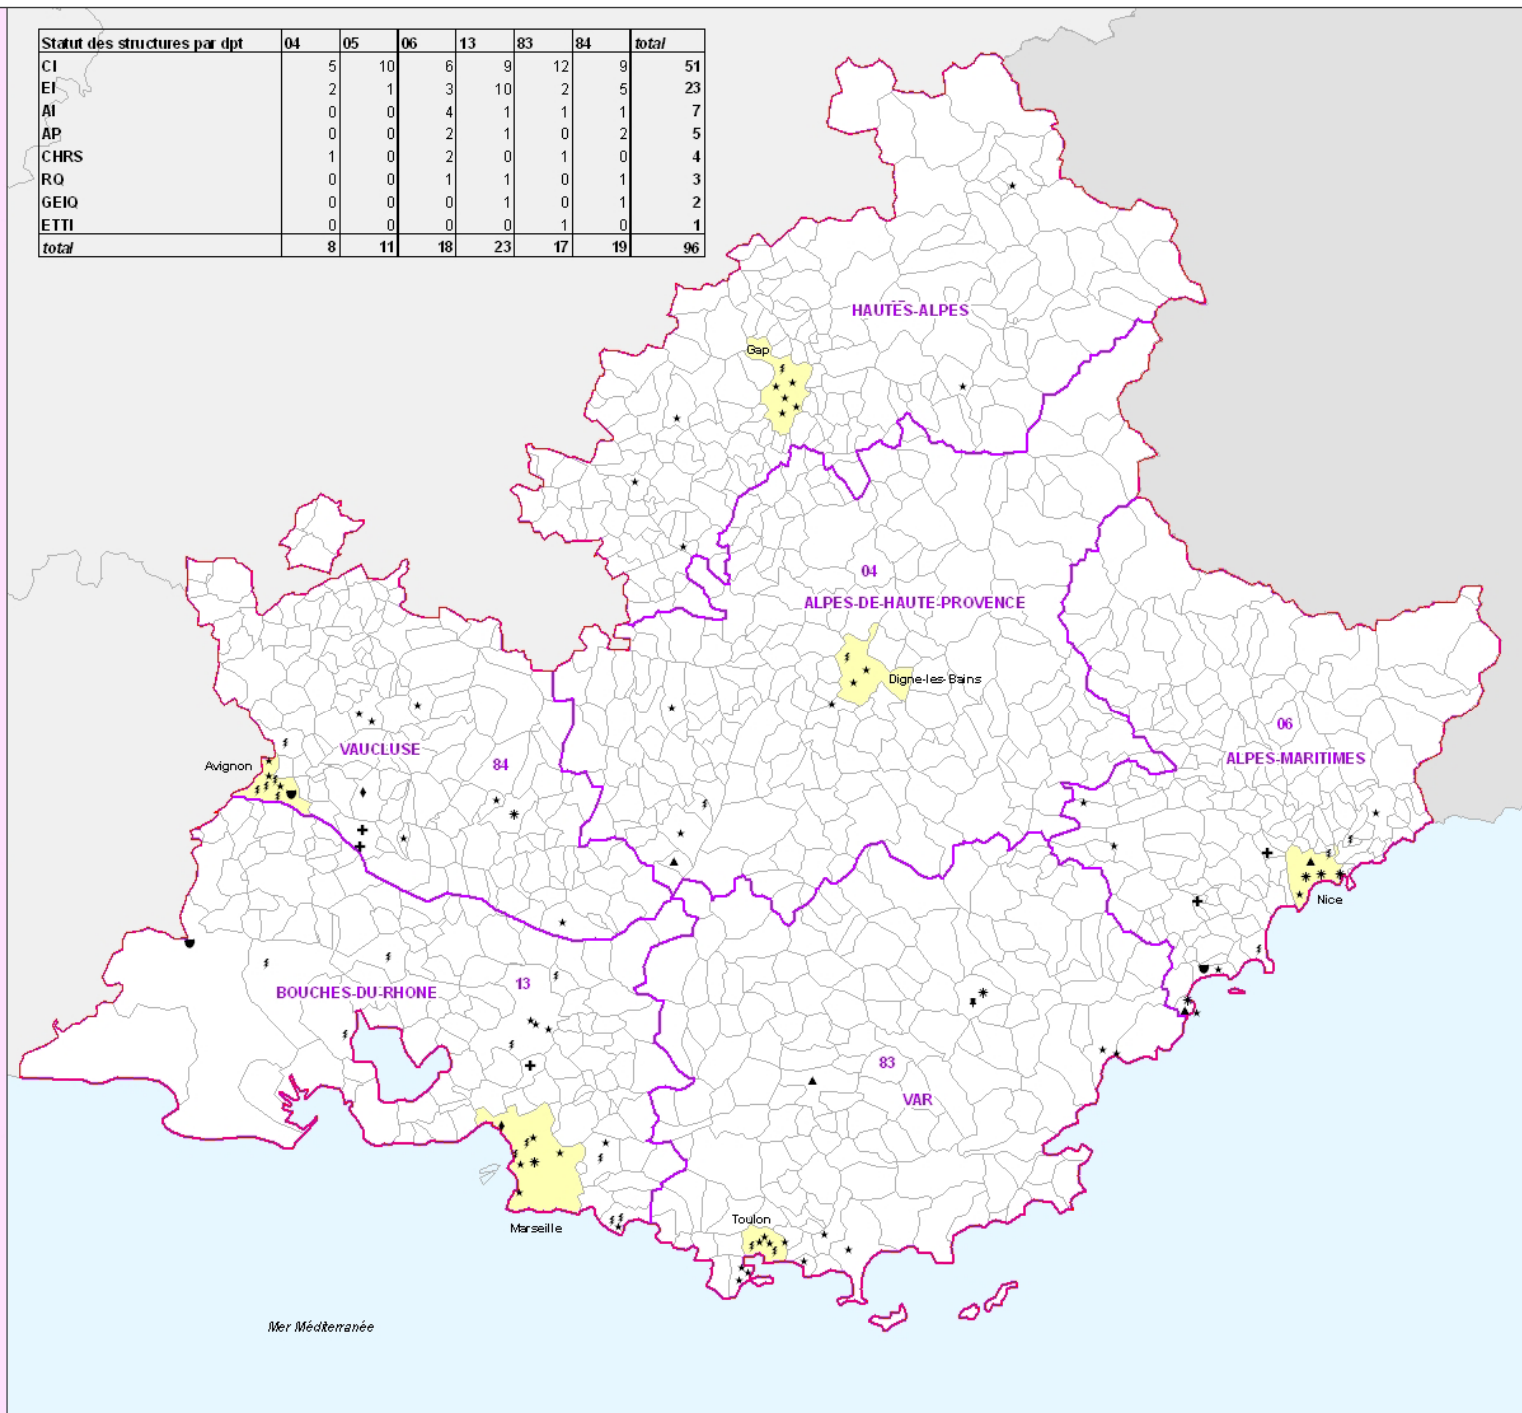 Statut des structures par dpt 04 05 06 13 83 84 total
CI 5 10 6 9 12 9 51
EI 2 1 3 10 2 5 23
AI 0 0 4 1 1 1 7
AP 0 0 2 1 0 2 5
CHRS 1 0 2 0 1 0 4
RQ 0 0 1 1 0 1 3
GEIQ 0 0 0 1 0 1 2
ETTI 0 0 0 0 1 0 1
total 8 11 18 23 17 19 96
HAUTES-ALPES
Gap
04
ALPES-DE-HAUTE-PROVENCE
Digne-les-Bains
06
ALPES-MARITIMES
VAUCLUSE
84
Avignon
Nice
13
BOUCHES-DU-RHONE
83
VAR
Marseille
Toulon
Mer Méditerranée